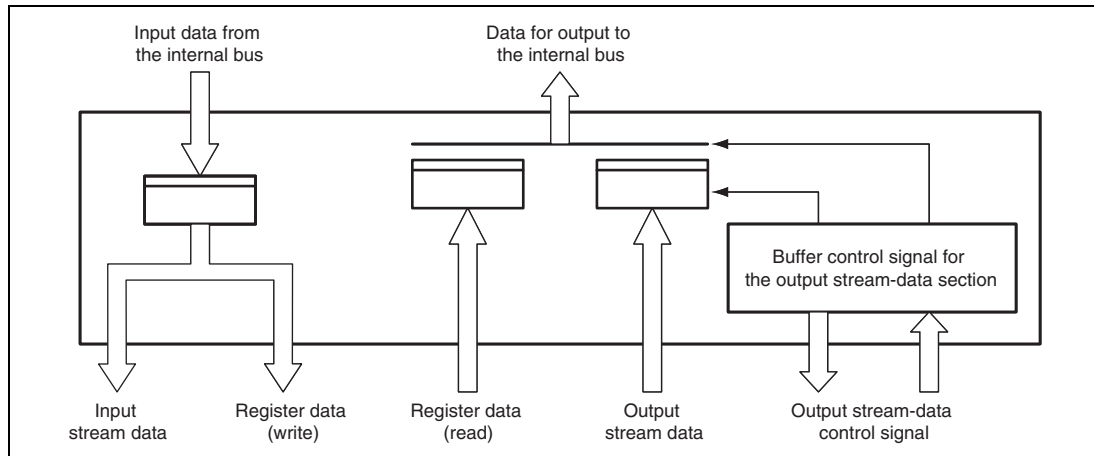 Input data from
the internal bus
Data for output to
the internal bus
Buffer control signal for
the output stream-data section
Input
stream data
Register data
(write)
Register data
(read)
Output
stream data
Output stream-data
control signal